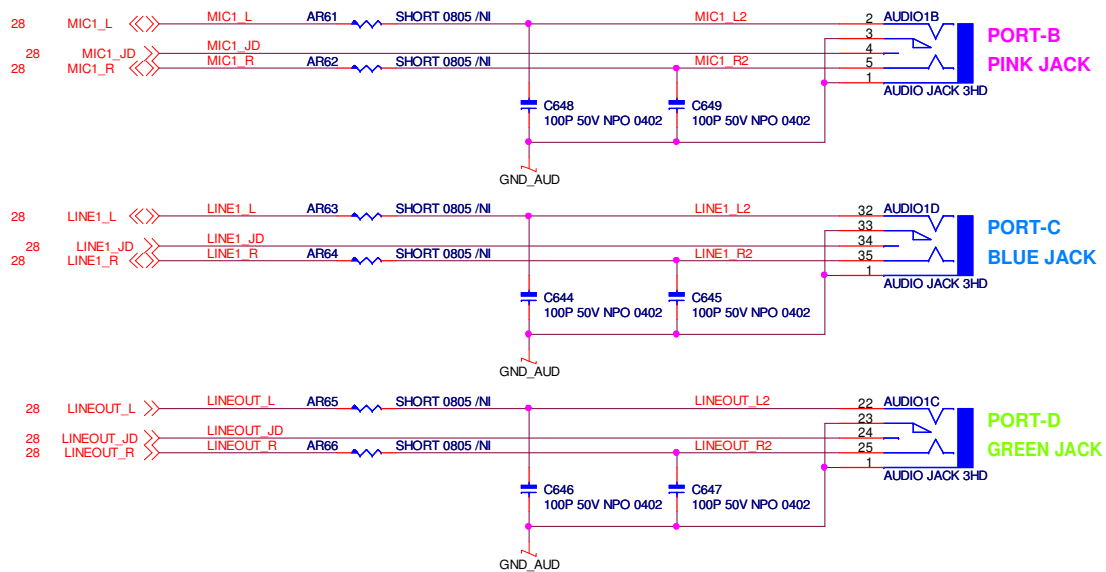 28 MIC1_L MIC1_L AR61 SHORT 0805 /NI MIC1_L2 2 AUDIO1B
3 PORT-B
28 MIC1_JD MIC1_JD 4
28 MIC1_R MIC1_R AR62 SHORT 0805 /NI MIC1_R2 5 PINK JACK
1
AUDIO JACK 3HD
C648 C649
100P 50V NPO 0402 100P 50V NPO 0402
GND_AUD
28 LINE1_L LINE1_L AR63 SHORT 0805 /NI LINE1_L2 32 AUDIO1D
33 PORT-C
28 LINE1_JD LINE1_JD 34
28 LINE1_R LINE1_R AR64 SHORT 0805 /NI LINE1_R2 35 BLUE JACK
1
AUDIO JACK 3HD
C644 C645
100P 50V NPO 0402 100P 50V NPO 0402
GND_AUD
28 LINEOUT_L LINEOUT_L AR65 SHORT 0805 /NI LINEOUT_L2 22 AUDIO1C
23 PORT-D
28 LINEOUT_JD LINEOUT_JD 24
28 LINEOUT_R LINEOUT_R AR66 SHORT 0805 /NI LINEOUT_R2 25 GREEN JACK
1
AUDIO JACK 3HD
C646 C647
100P 50V NPO 0402 100P 50V NPO 0402
GND_AUD